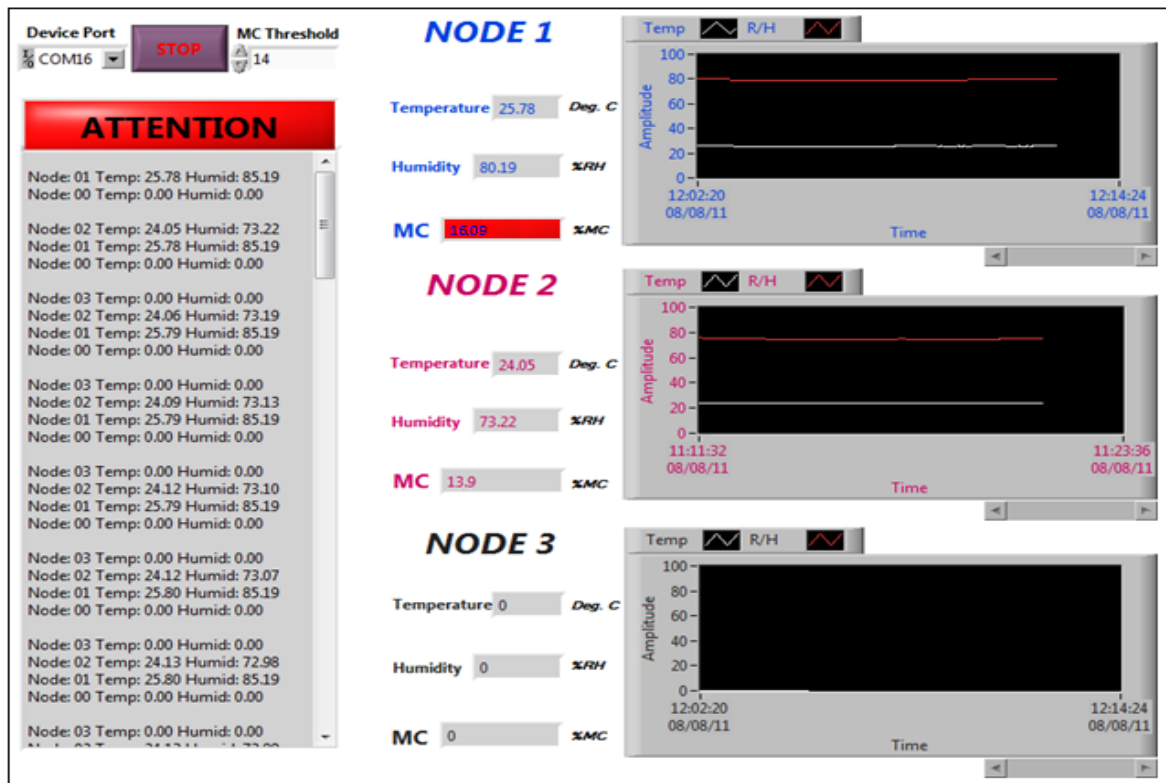 Device Port
COM16
STOP
MC Threshold
14
ATTENTION
Node: 01 Temp: 25.78 Humid: 85.19
Node: 00 Temp: 0.00 Humid: 0.00
Node: 02 Temp: 24.05 Humid: 73.22
Node: 01 Temp: 25.78 Humid: 85.19
Node: 00 Temp: 0.00 Humid: 0.00
Node: 03 Temp: 0.00 Humid: 0.00
Node: 02 Temp: 24.06 Humid: 73.19
Node: 01 Temp: 25.79 Humid: 85.19
Node: 00 Temp: 0.00 Humid: 0.00
Node: 03 Temp: 0.00 Humid: 0.00
Node: 02 Temp: 24.09 Humid: 73.13
Node: 01 Temp: 25.79 Humid: 85.19
Node: 00 Temp: 0.00 Humid: 0.00
Node: 03 Temp: 0.00 Humid: 0.00
Node: 02 Temp: 24.12 Humid: 73.10
Node: 01 Temp: 25.79 Humid: 85.19
Node: 00 Temp: 0.00 Humid: 0.00
Node: 03 Temp: 0.00 Humid: 0.00
Node: 02 Temp: 24.12 Humid: 73.07
Node: 01 Temp: 25.80 Humid: 85.19
Node: 00 Temp: 0.00 Humid: 0.00
Node: 03 Temp: 0.00 Humid: 0.00
Node: 02 Temp: 24.13 Humid: 72.98
Node: 01 Temp: 25.80 Humid: 85.19
Node: 00 Temp: 0.00 Humid: 0.00
Node: 03 Temp: 0.00 Humid: 0.00
NODE 1
Temperature 25.78 Deg. C
Humidity 80.19 %RH
MC 16.09 %MC
Temp R/H
Amplitude
100
80
60
40
20
0
12:02:20 12:14:24
08/08/11 08/08/11
Time
NODE 2
Temperature 24.05 Deg. C
Humidity 73.22 %RH
MC 13.9 %MC
Temp R/H
Amplitude
100
80
60
40
20
0
11:11:32 11:23:36
08/08/11 08/08/11
Time
NODE 3
Temperature 0 Deg. C
Humidity 0 %RH
MC 0 %MC
Temp R/H
Amplitude
100
80
60
40
20
0
12:02:20 12:14:24
08/08/11 08/08/11
Time